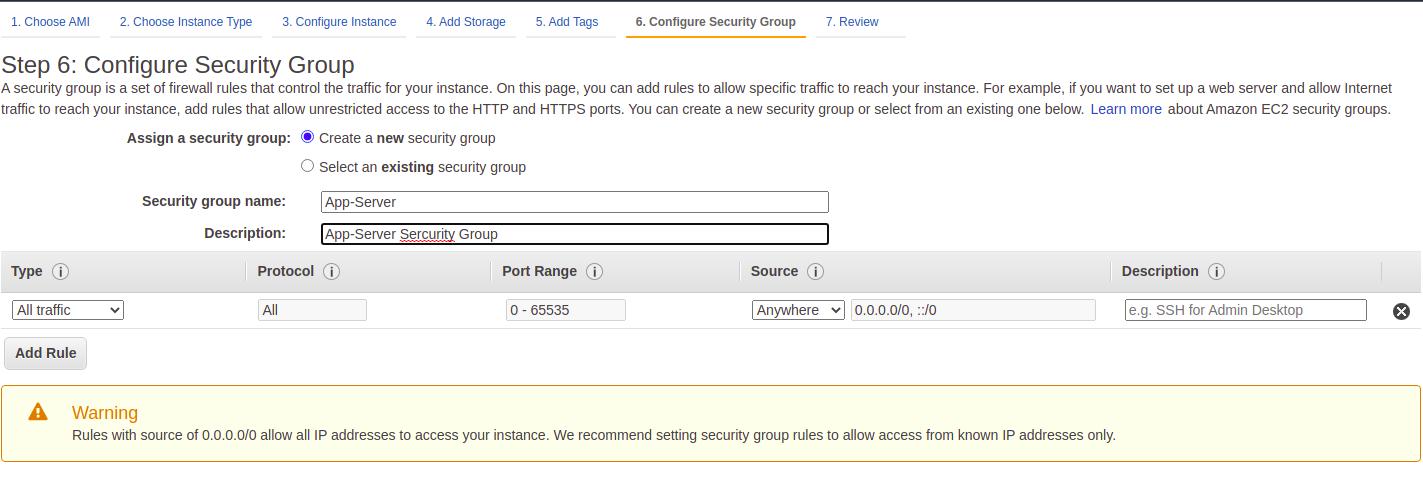 1. Choose AMI 2. Choose Instance Type 3. Configure Instance 4. Add Storage 5. Add Tags 6. Configure Security Group 7. Review
Step 6: Configure Security Group
A security group is a set of firewall rules that control the traffic for your instance. On this page, you can add rules to allow specific traffic to reach your instance. For example, if you want to set up a web server and allow Internet
traffic to reach your instance, add rules that allow unrestricted access to the HTTP and HTTPS ports. You can create a new security group or select from an existing one below. Learn more about Amazon EC2 security groups.
Assign a security group: Create a new security group
Select an existing security group
Security group name: App-Server
Description: App-Server Sercurity Group
Type i Protocol i Port Range i Source i Description i
All traffic All 0 - 65535 Anywhere 0.0.0.0/0, ::/0 e.g. SSH for Admin Desktop
Add Rule
Warning
Rules with source of 0.0.0.0/0 allow all IP addresses to access your instance. We recommend setting security group rules to allow access from known IP addresses only.